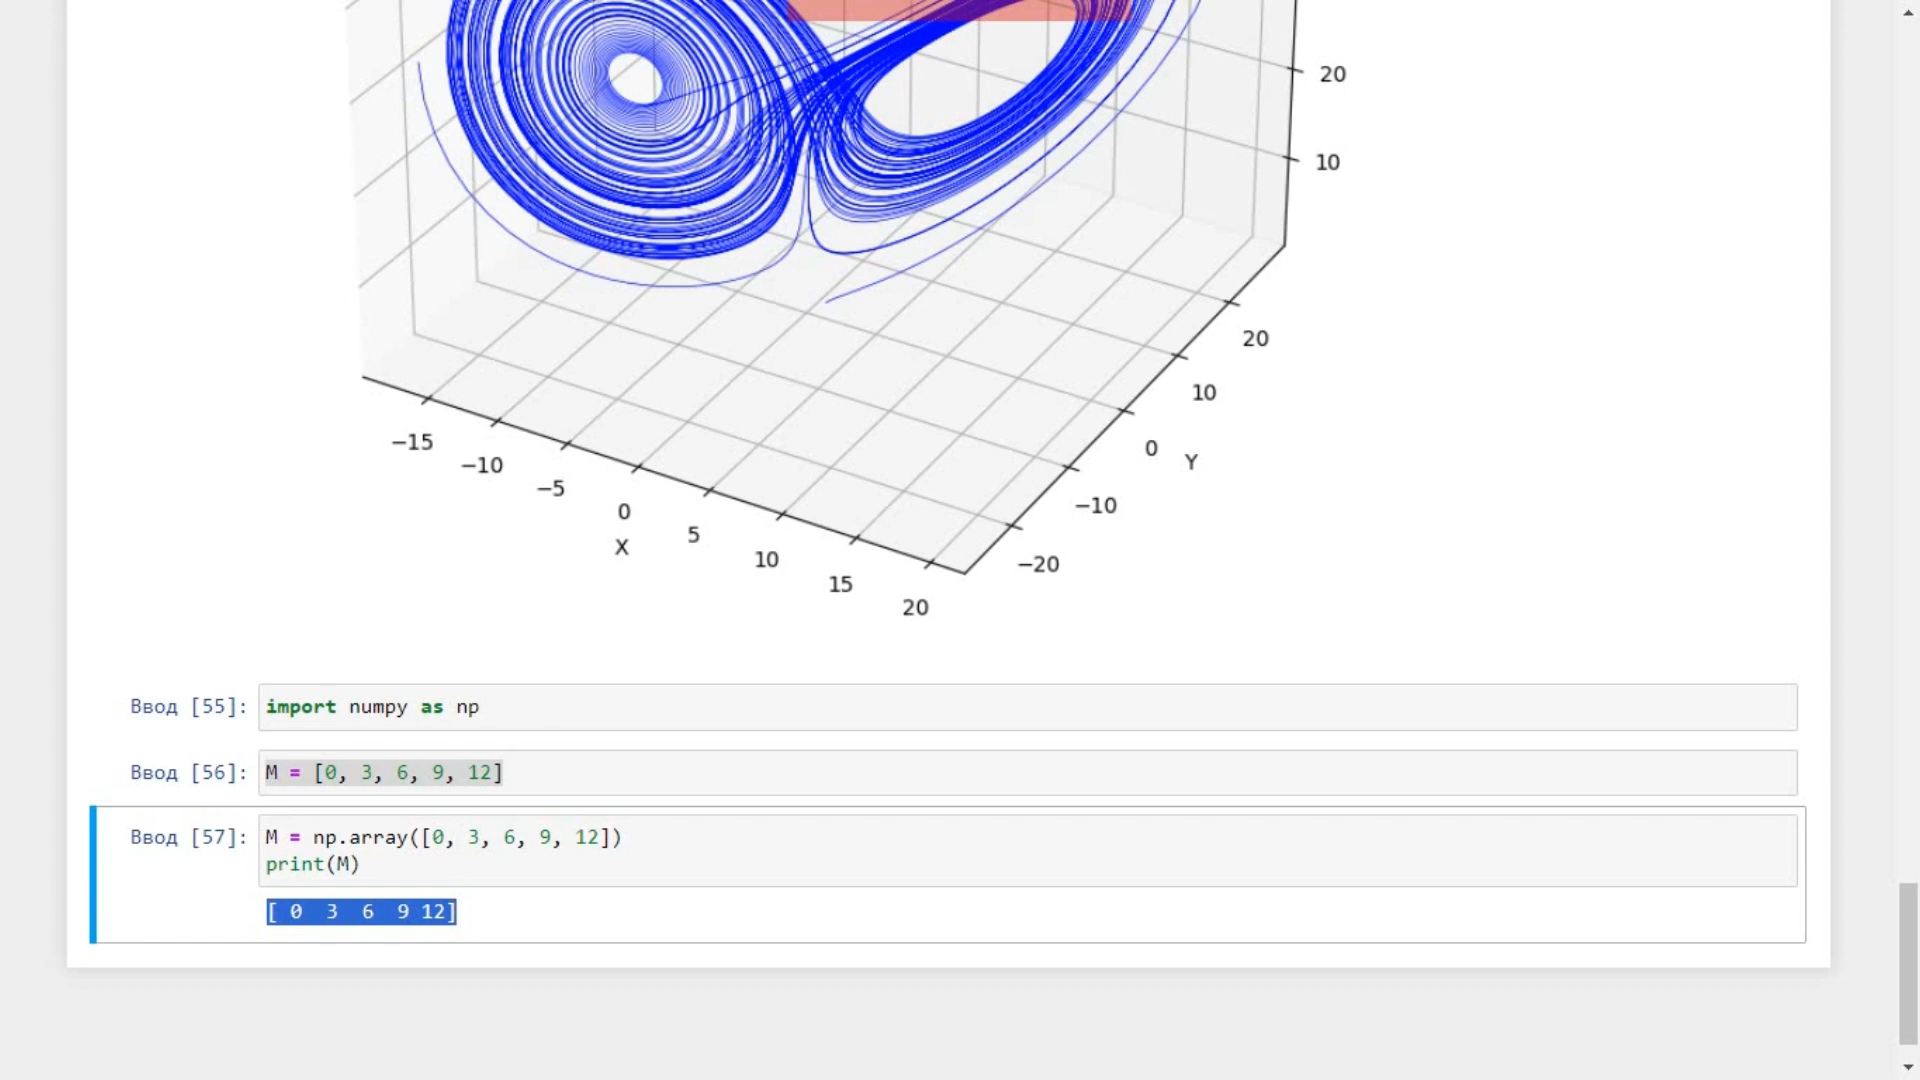 20
10
20
10
0 Y
−10
−20
−15
−10
−5
0
X
5
10
15
20
Ввод [55]: import numpy as np
Ввод [56]: M = [0, 3, 6, 9, 12]
Ввод [57]: M = np.array([0, 3, 6, 9, 12])
print(M)
[ 0  3  6  9 12]